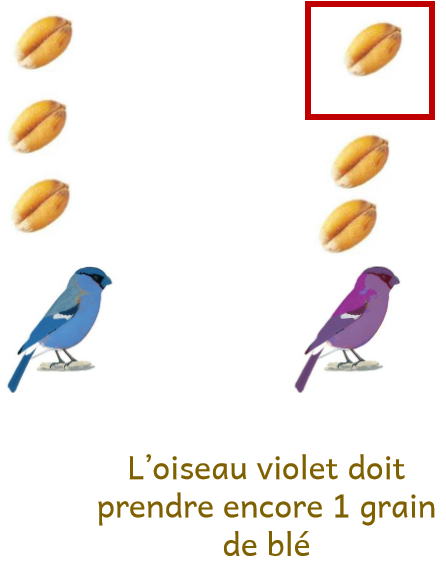 L’oiseau violet doit
prendre encore 1 grain
de blé